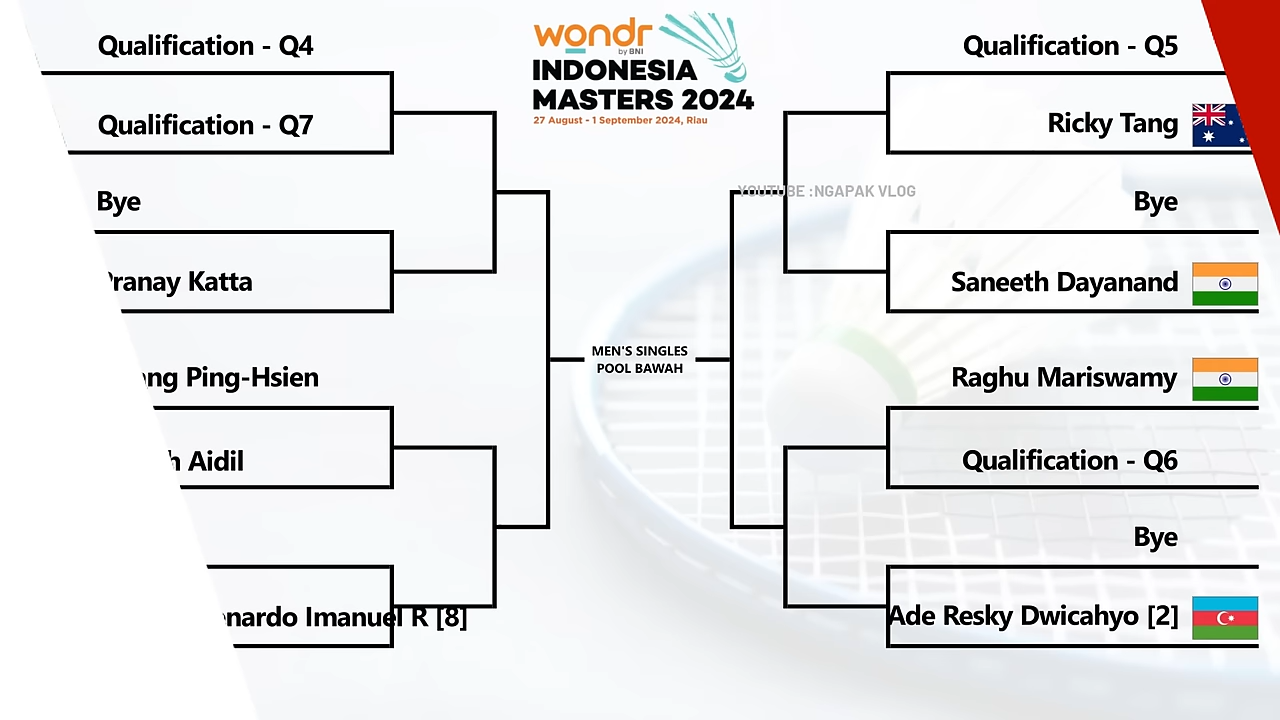 Qualification - Q4
Qualification - Q7
Bye
Katta
Ping-Hsien
Aidil
Imanuel R [8]
wondr
by BNI
INDONESIA
MASTERS 2024
27 August - 1 September 2024, Riau
YOUTUBE :NGAPAK VLOG
MEN'S SINGLES
POOL BAWAH
Qualification - Q5
Ricky Tang
Bye
Saneeth Dayanand
Raghu Mariswamy
Qualification - Q6
Bye
Ade Resky Dwicahyo [2]